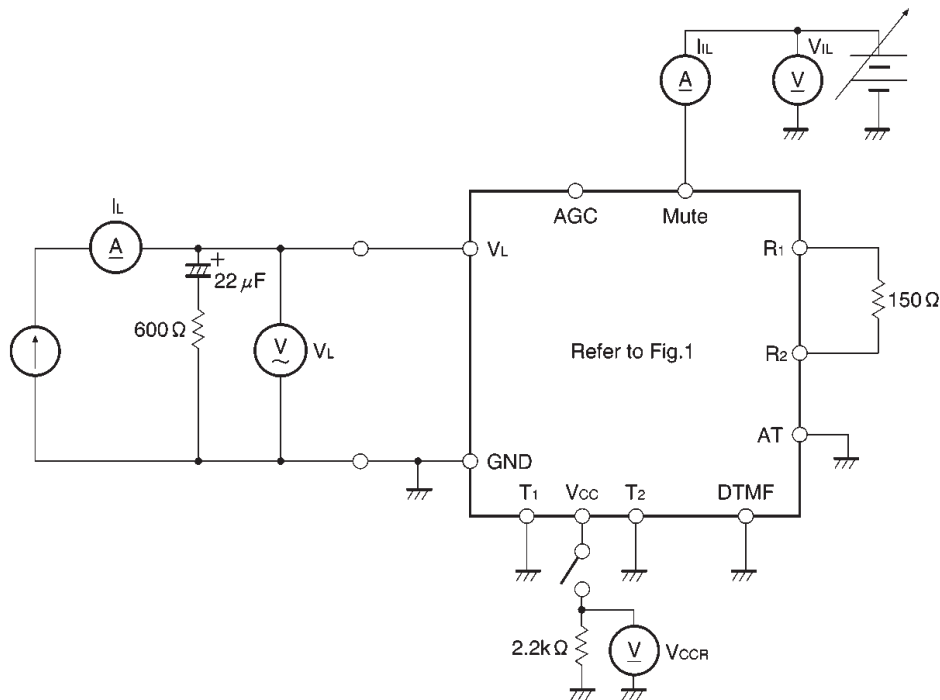 IIL
VIL
A
V
AGC
Mute
IL
A
VL
R1
+
22 μF
150 Ω
600 Ω
V
VL
Refer to Fig.1
R2
AT
GND
T1
VCC
T2
DTMF
2.2k Ω
V
VCCR